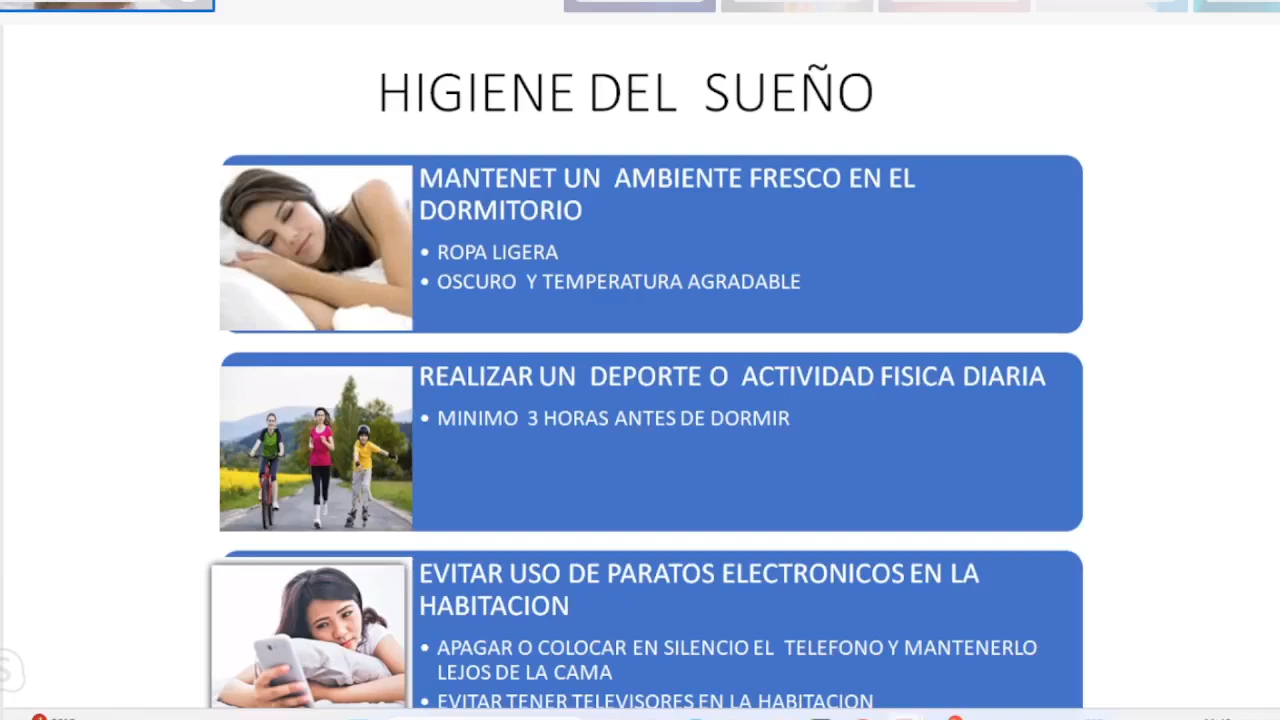 HIGIENE DEL SUEÑO
MANTENET UN AMBIENTE FRESCO EN EL
DORMITORIO
• ROPA LIGERA
• OSCURO Y TEMPERATURA AGRADABLE
REALIZAR UN DEPORTE O ACTIVIDAD FISICA DIARIA
• MINIMO 3 HORAS ANTES DE DORMIR
EVITAR USO DE PARATOS ELECTRONICOS EN LA
HABITACION
• APAGAR O COLOCAR EN SILENCIO EL TELEFONO Y MANTENERLO
LEJOS DE LA CAMA
• EVITAR TENER TELEVISORES EN LA HABITACION